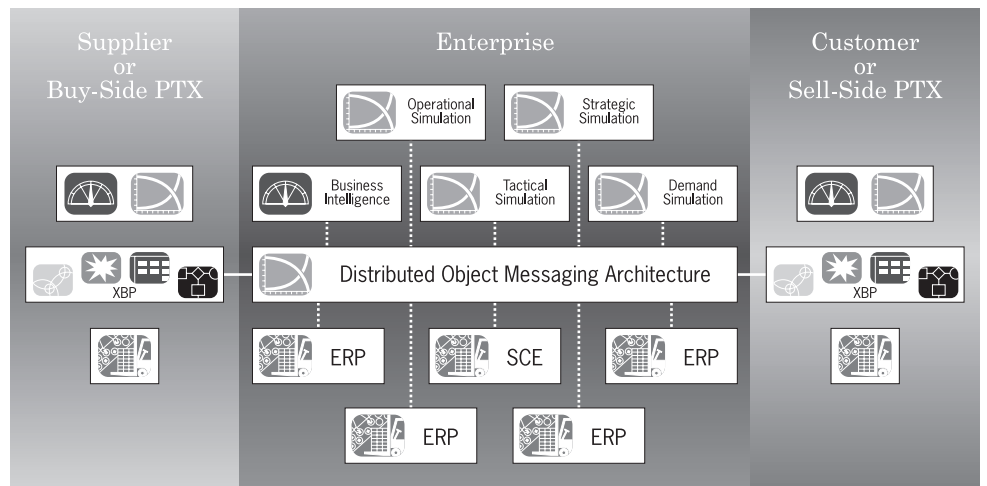 Supplier
or
Buy-Side PTX
Enterprise
Customer
or
Sell-Side PTX
Operational
Simulation
Strategic
Simulation
Business
Intelligence
Tactical
Simulation
Demand
Simulation
XBP
Distributed Object Messaging Architecture
XBP
ERP
SCE
ERP
ERP
ERP